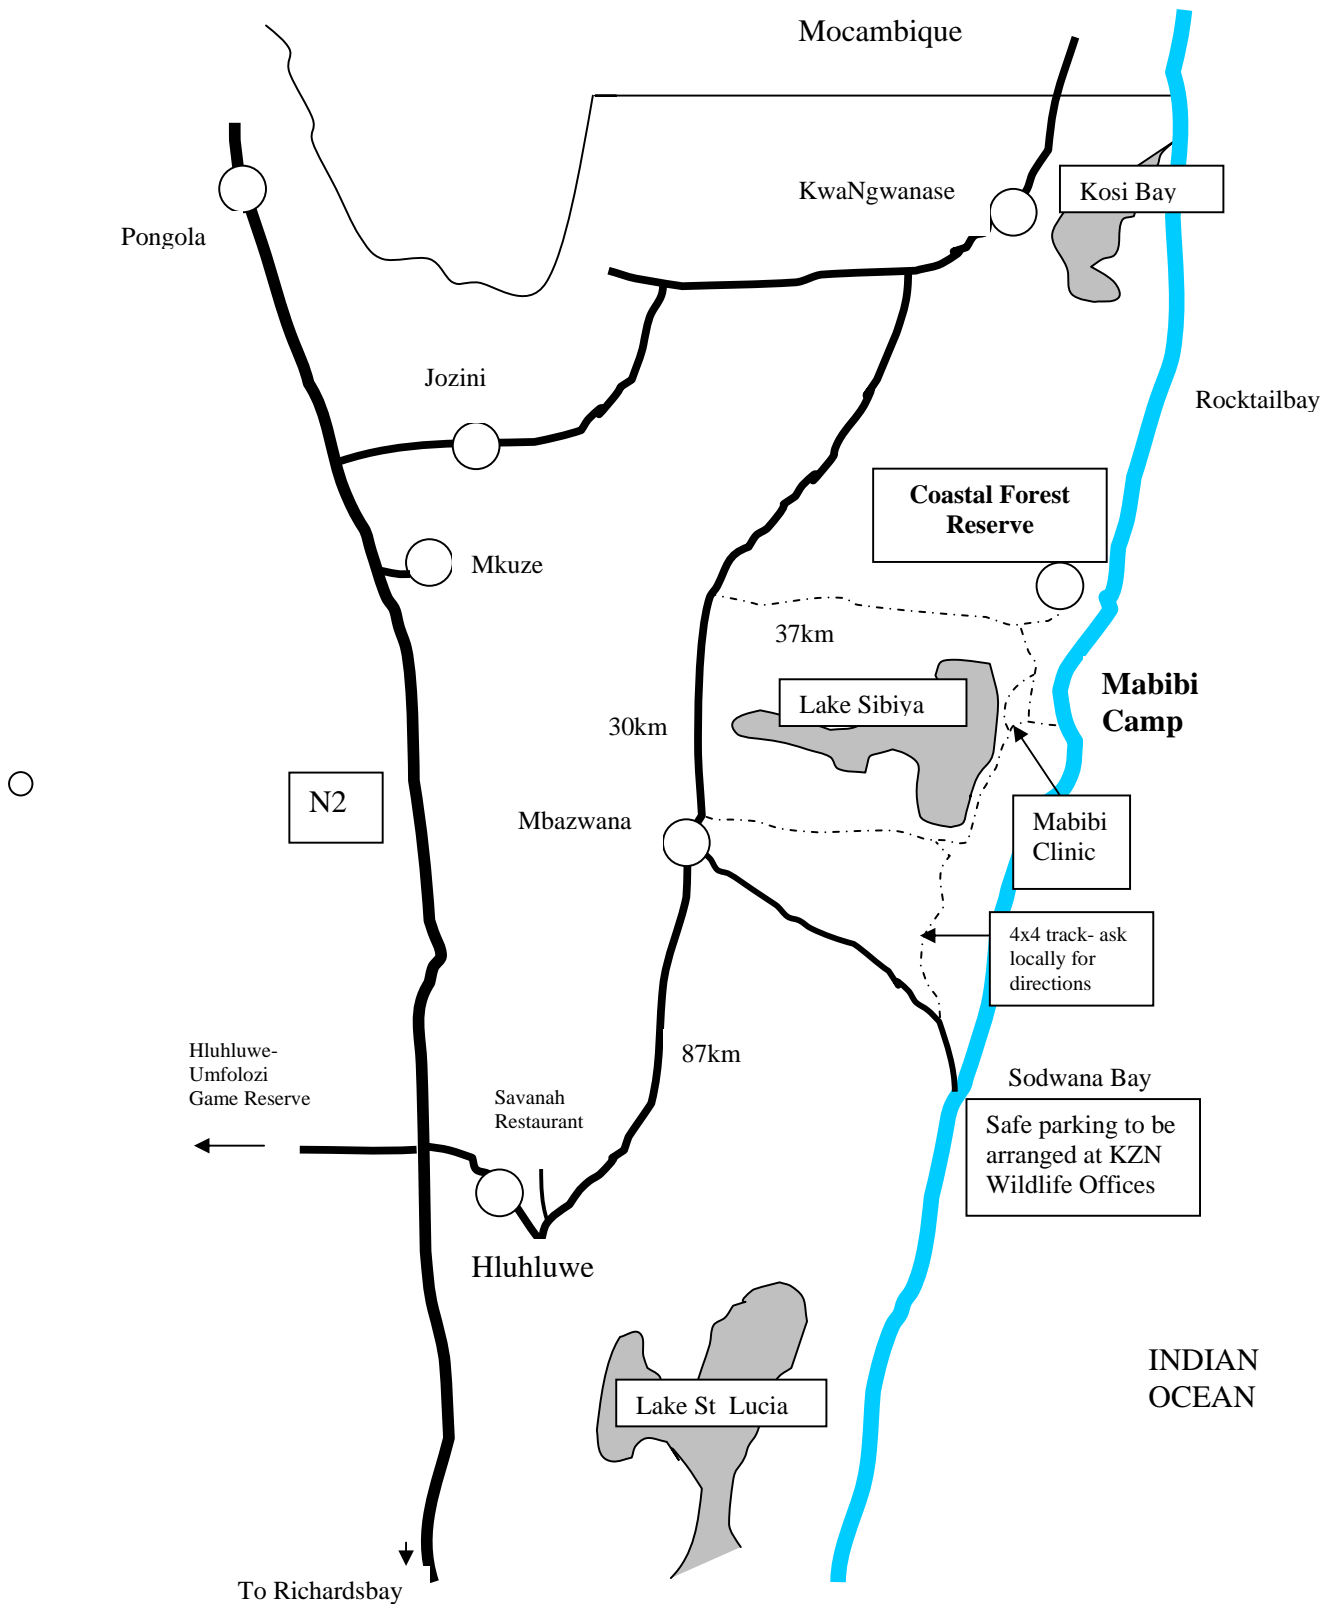 Mocambique
KwaNgwanase
Kosi Bay
Pongola
Jozini
Rocktailbay
Coastal Forest
Reserve
Mkuze
37km
Lake Sibiya
Mabibi
Camp
30km
N2
Mbazwana
Mabibi
Clinic
4x4 track- ask
locally for
directions
Hluhluwe-
Umfolozi
Game Reserve
87km
Savanah
Restaurant
Sodwana Bay
Safe parking to be
arranged at KZN
Wildlife Offices
Hluhluwe
INDIAN
OCEAN
Lake St Lucia
To Richardsbay